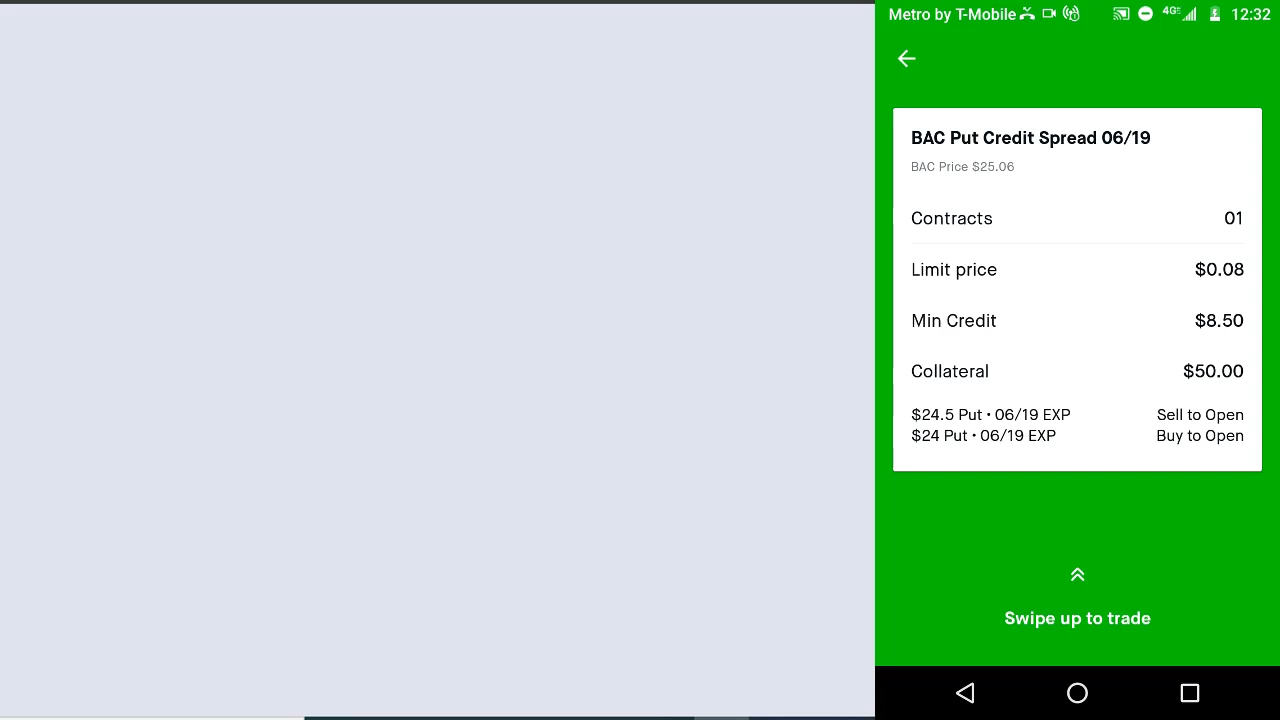 Metro by T-Mobile 4GE 12:32
BAC Put Credit Spread 06/19
BAC Price $25.06
Contracts 01
Limit price $0.08
Min Credit $8.50
Collateral $50.00
$24.5 Put • 06/19 EXP Sell to Open
$24 Put • 06/19 EXP Buy to Open
Swipe up to trade